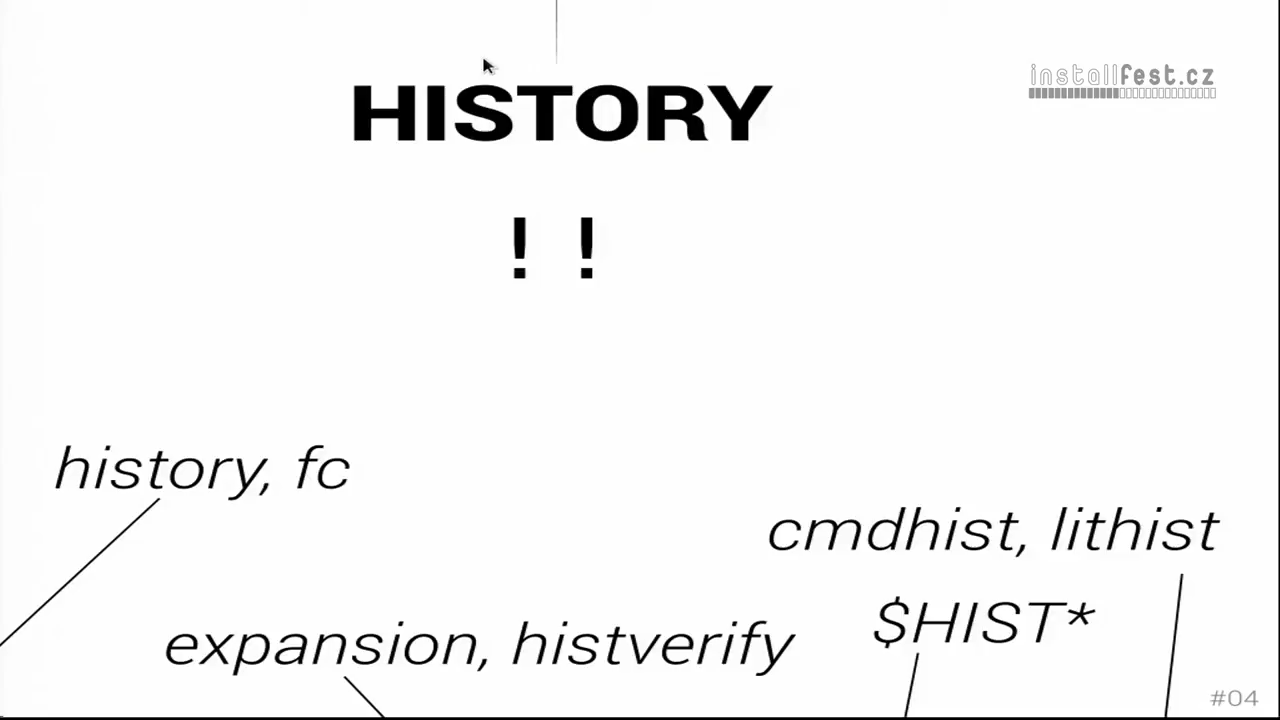 installfest.cz
HISTORY
! !
history, fc
cmdhist, lithist
$HIST*
expansion, histverify
#04